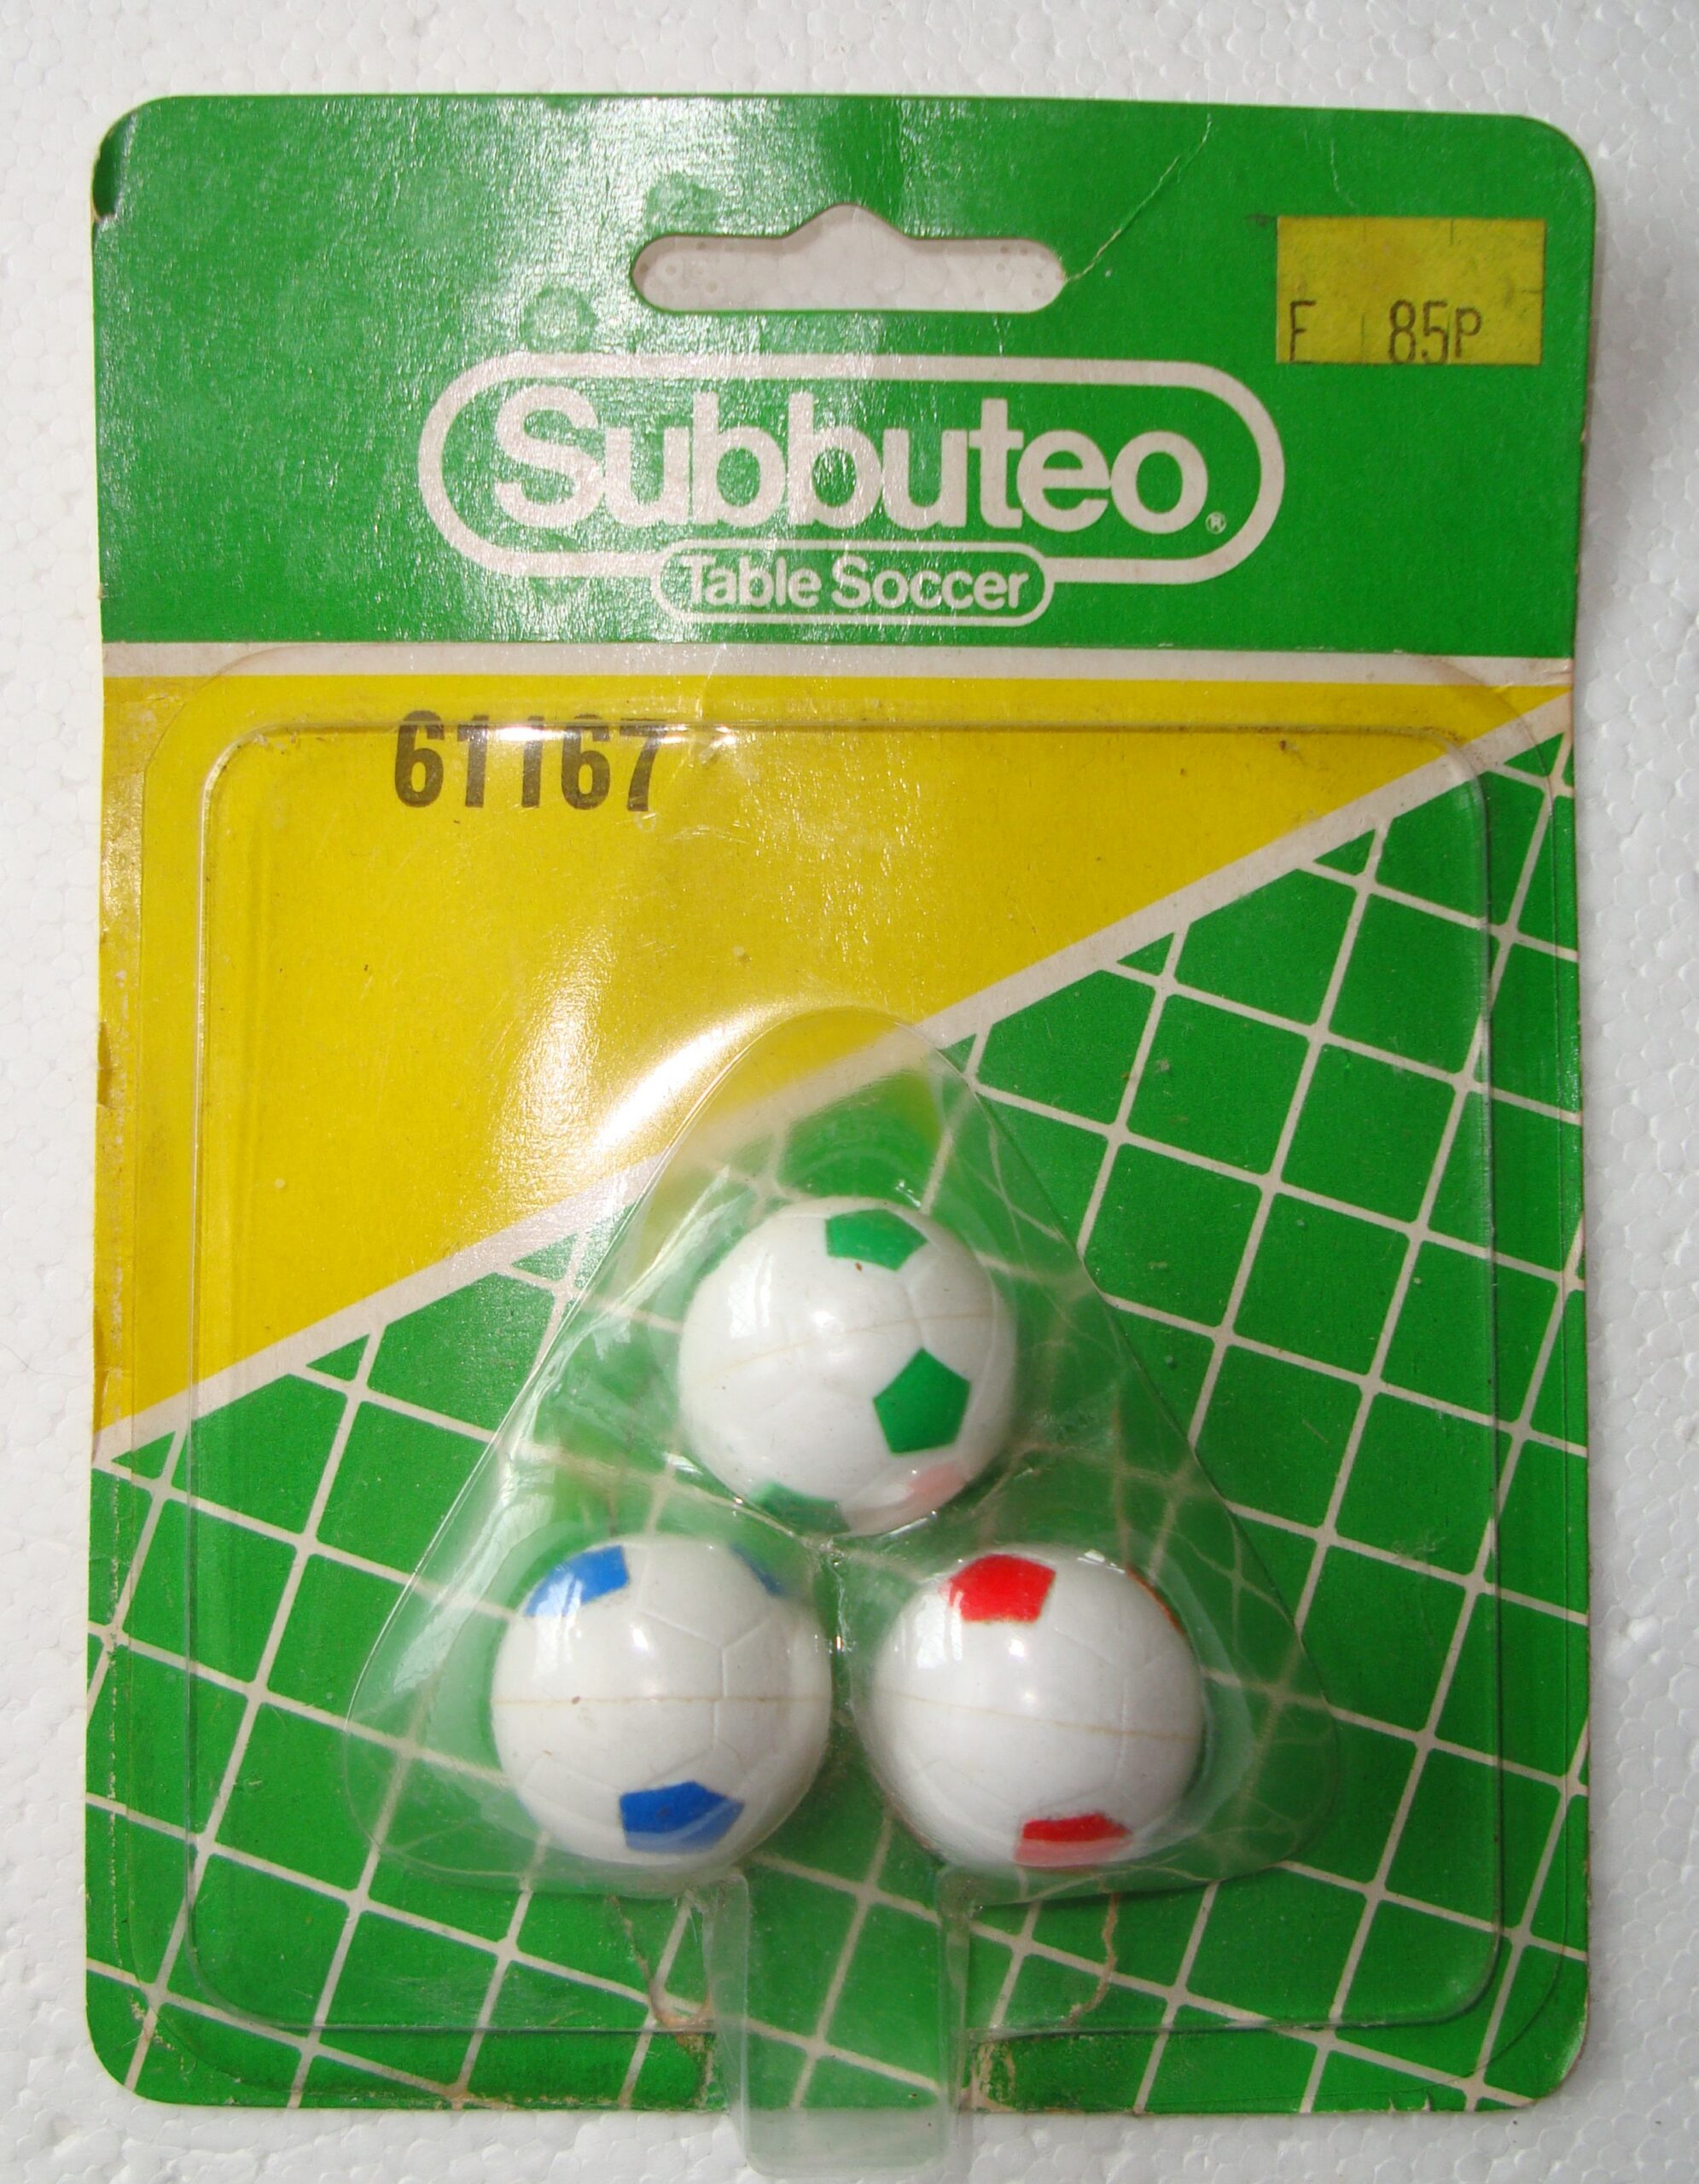 F 85P
Subbuteo®
Table Soccer
61167